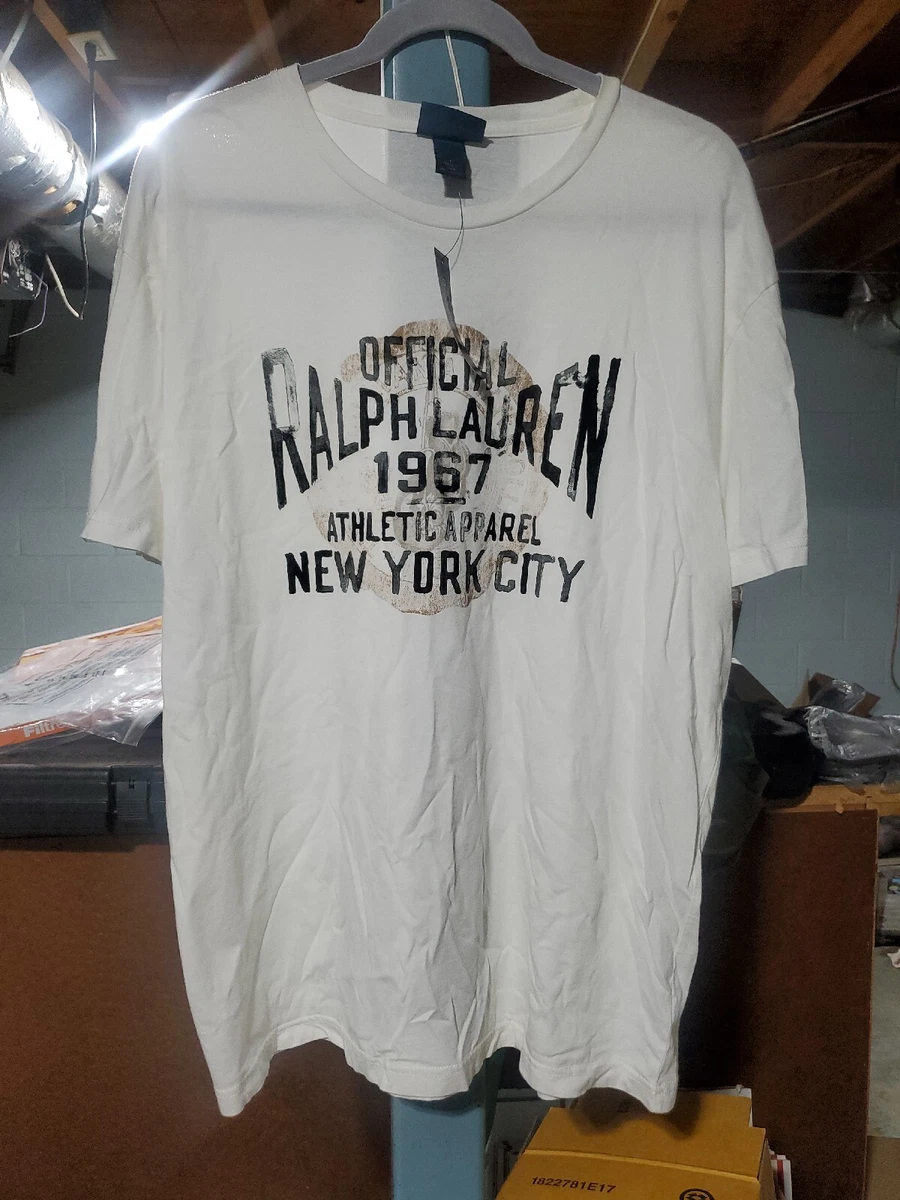 OFFICIAL
RALPH LAUREN
1967
ATHLETIC APPAREL
NEW YORK CITY
1822781E17